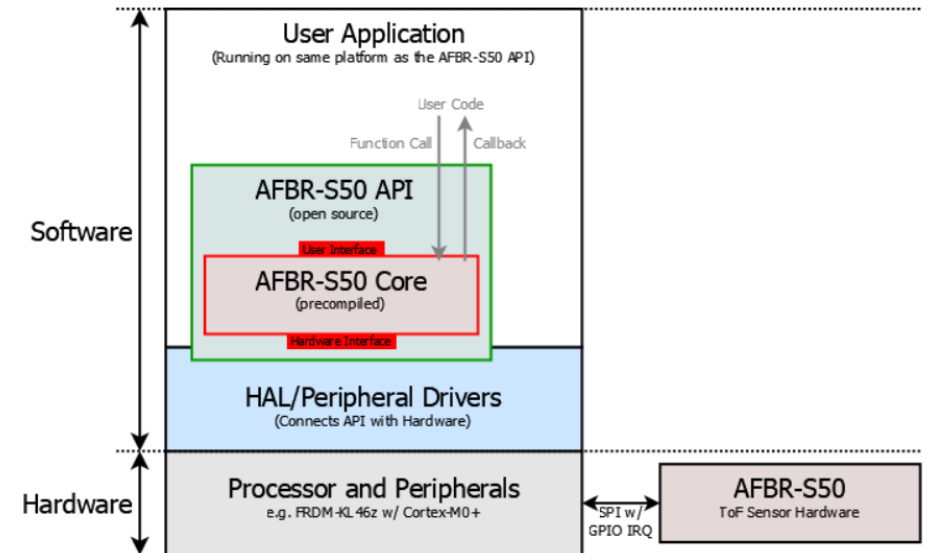 User Application
(Running on same platform as the AFBR-S50 API)
User Code
Function Call
Callback
AFBR-S50 API
(open source)
Software
User Interface
AFBR-S50 Core
(precompiled)
Hardware Interface
HAL/Peripheral Drivers
(Connects API with Hardware)
Hardware
Processor and Peripherals
e.g. FRDM-KL46z w/ Cortex-M0+
SPI w/
GPIO IRQ
AFBR-S50
ToF Sensor Hardware